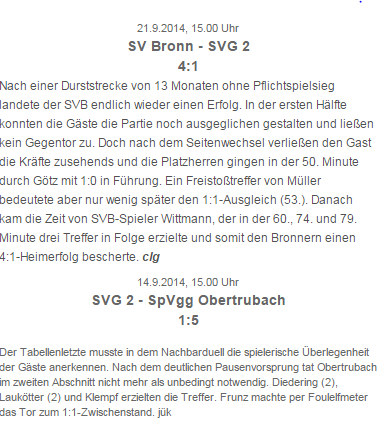 21.9.2014, 15.00 Uhr
SV Bronn - SVG 2
4:1
Nach einer Durststrecke von 13 Monaten ohne Pflichtspielsieg
landete der SVB endlich wieder einen Erfolg. In der ersten Hälfte
konnten die Gäste die Partie noch ausgeglichen gestalten und ließen
kein Gegentor zu. Doch nach dem Seitenwechsel verließen den Gast
die Kräfte zusehends und die Platzherren gingen in der 50. Minute
durch Götz mit 1:0 in Führung. Ein Freistoßtreffer von Müller
bedeutete aber nur wenig später den 1:1-Ausgleich (53.). Danach
kam die Zeit von SVB-Spieler Wittmann, der in der 60., 74. und 79.
Minute drei Treffer in Folge erzielte und somit den Bronnern einen
4:1-Heimerfolg bescherte. clg
14.9.2014, 15.00 Uhr
SVG 2 - SpVgg Obertrubach
1:5
Der Tabellenletzte musste in dem Nachbarduell die spielerische Überlegenheit
der Gäste anerkennen. Nach dem deutlichen Pausenvorsprung tat Obertrubach
im zweiten Abschnitt nicht mehr als unbedingt notwendig. Diedering (2),
Laukötter (2) und Klempf erzielten die Treffer. Frunz machte per Foulelfmeter
das Tor zum 1:1-Zwischenstand. jük